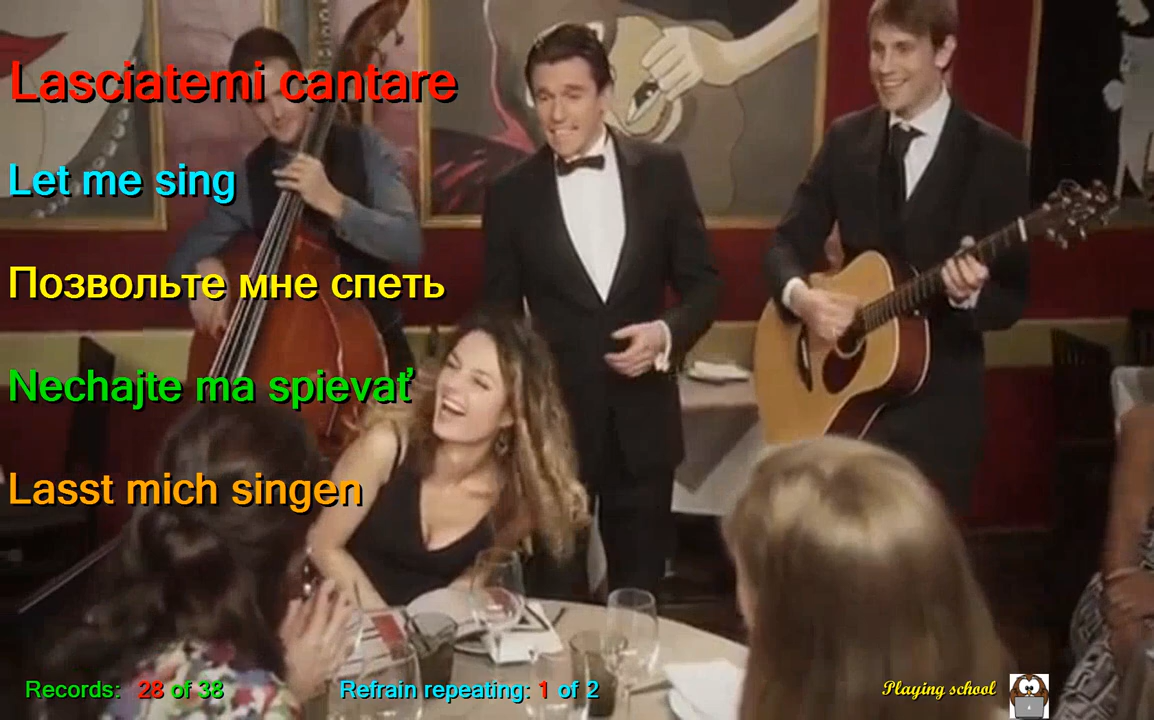 Lasciatemi cantare
Let me sing
Позвольте мне спеть
Nechajte ma spievať
Lasst mich singen
Records: 28 of 38
Refrain repeating: 1 of 2
Playing school